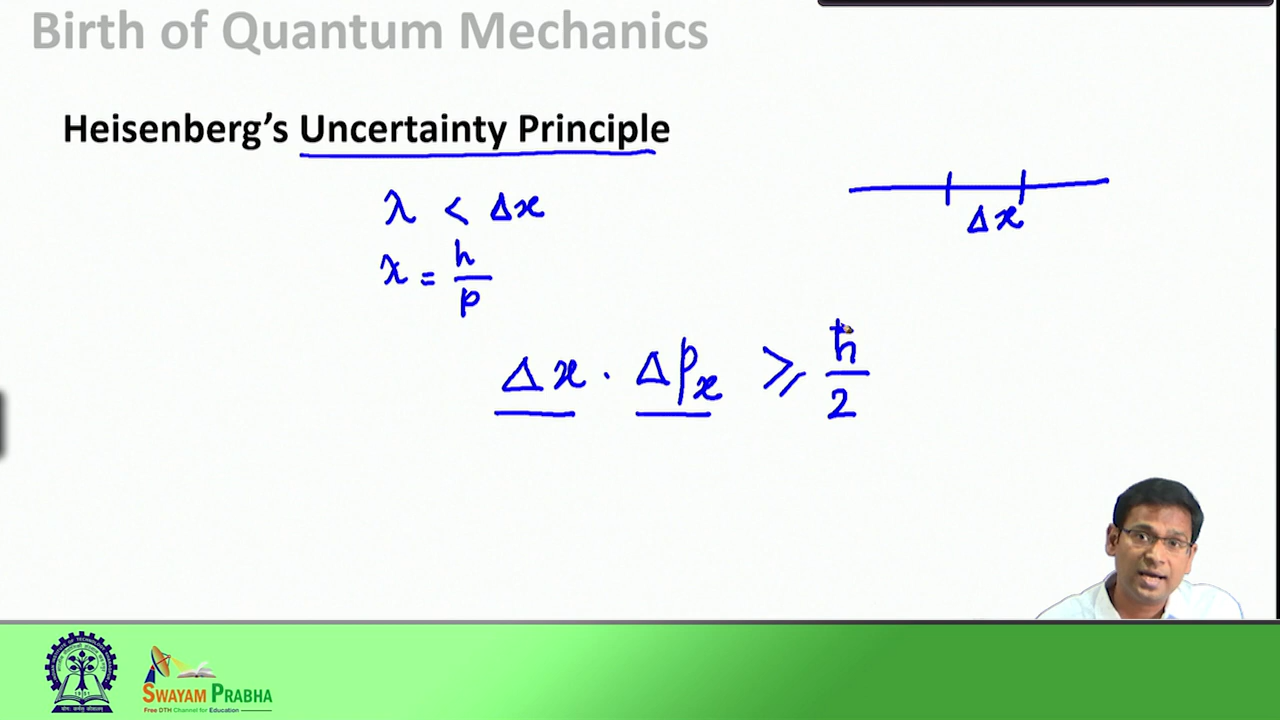 Birth of Quantum Mechanics
Heisenberg's Uncertainty Principle
λ < Δx
Δx
λ = h/p
Δx · Δpₓ ≥ ħ/2
SWAYAM PRABHA
Free DTH Channel for Education